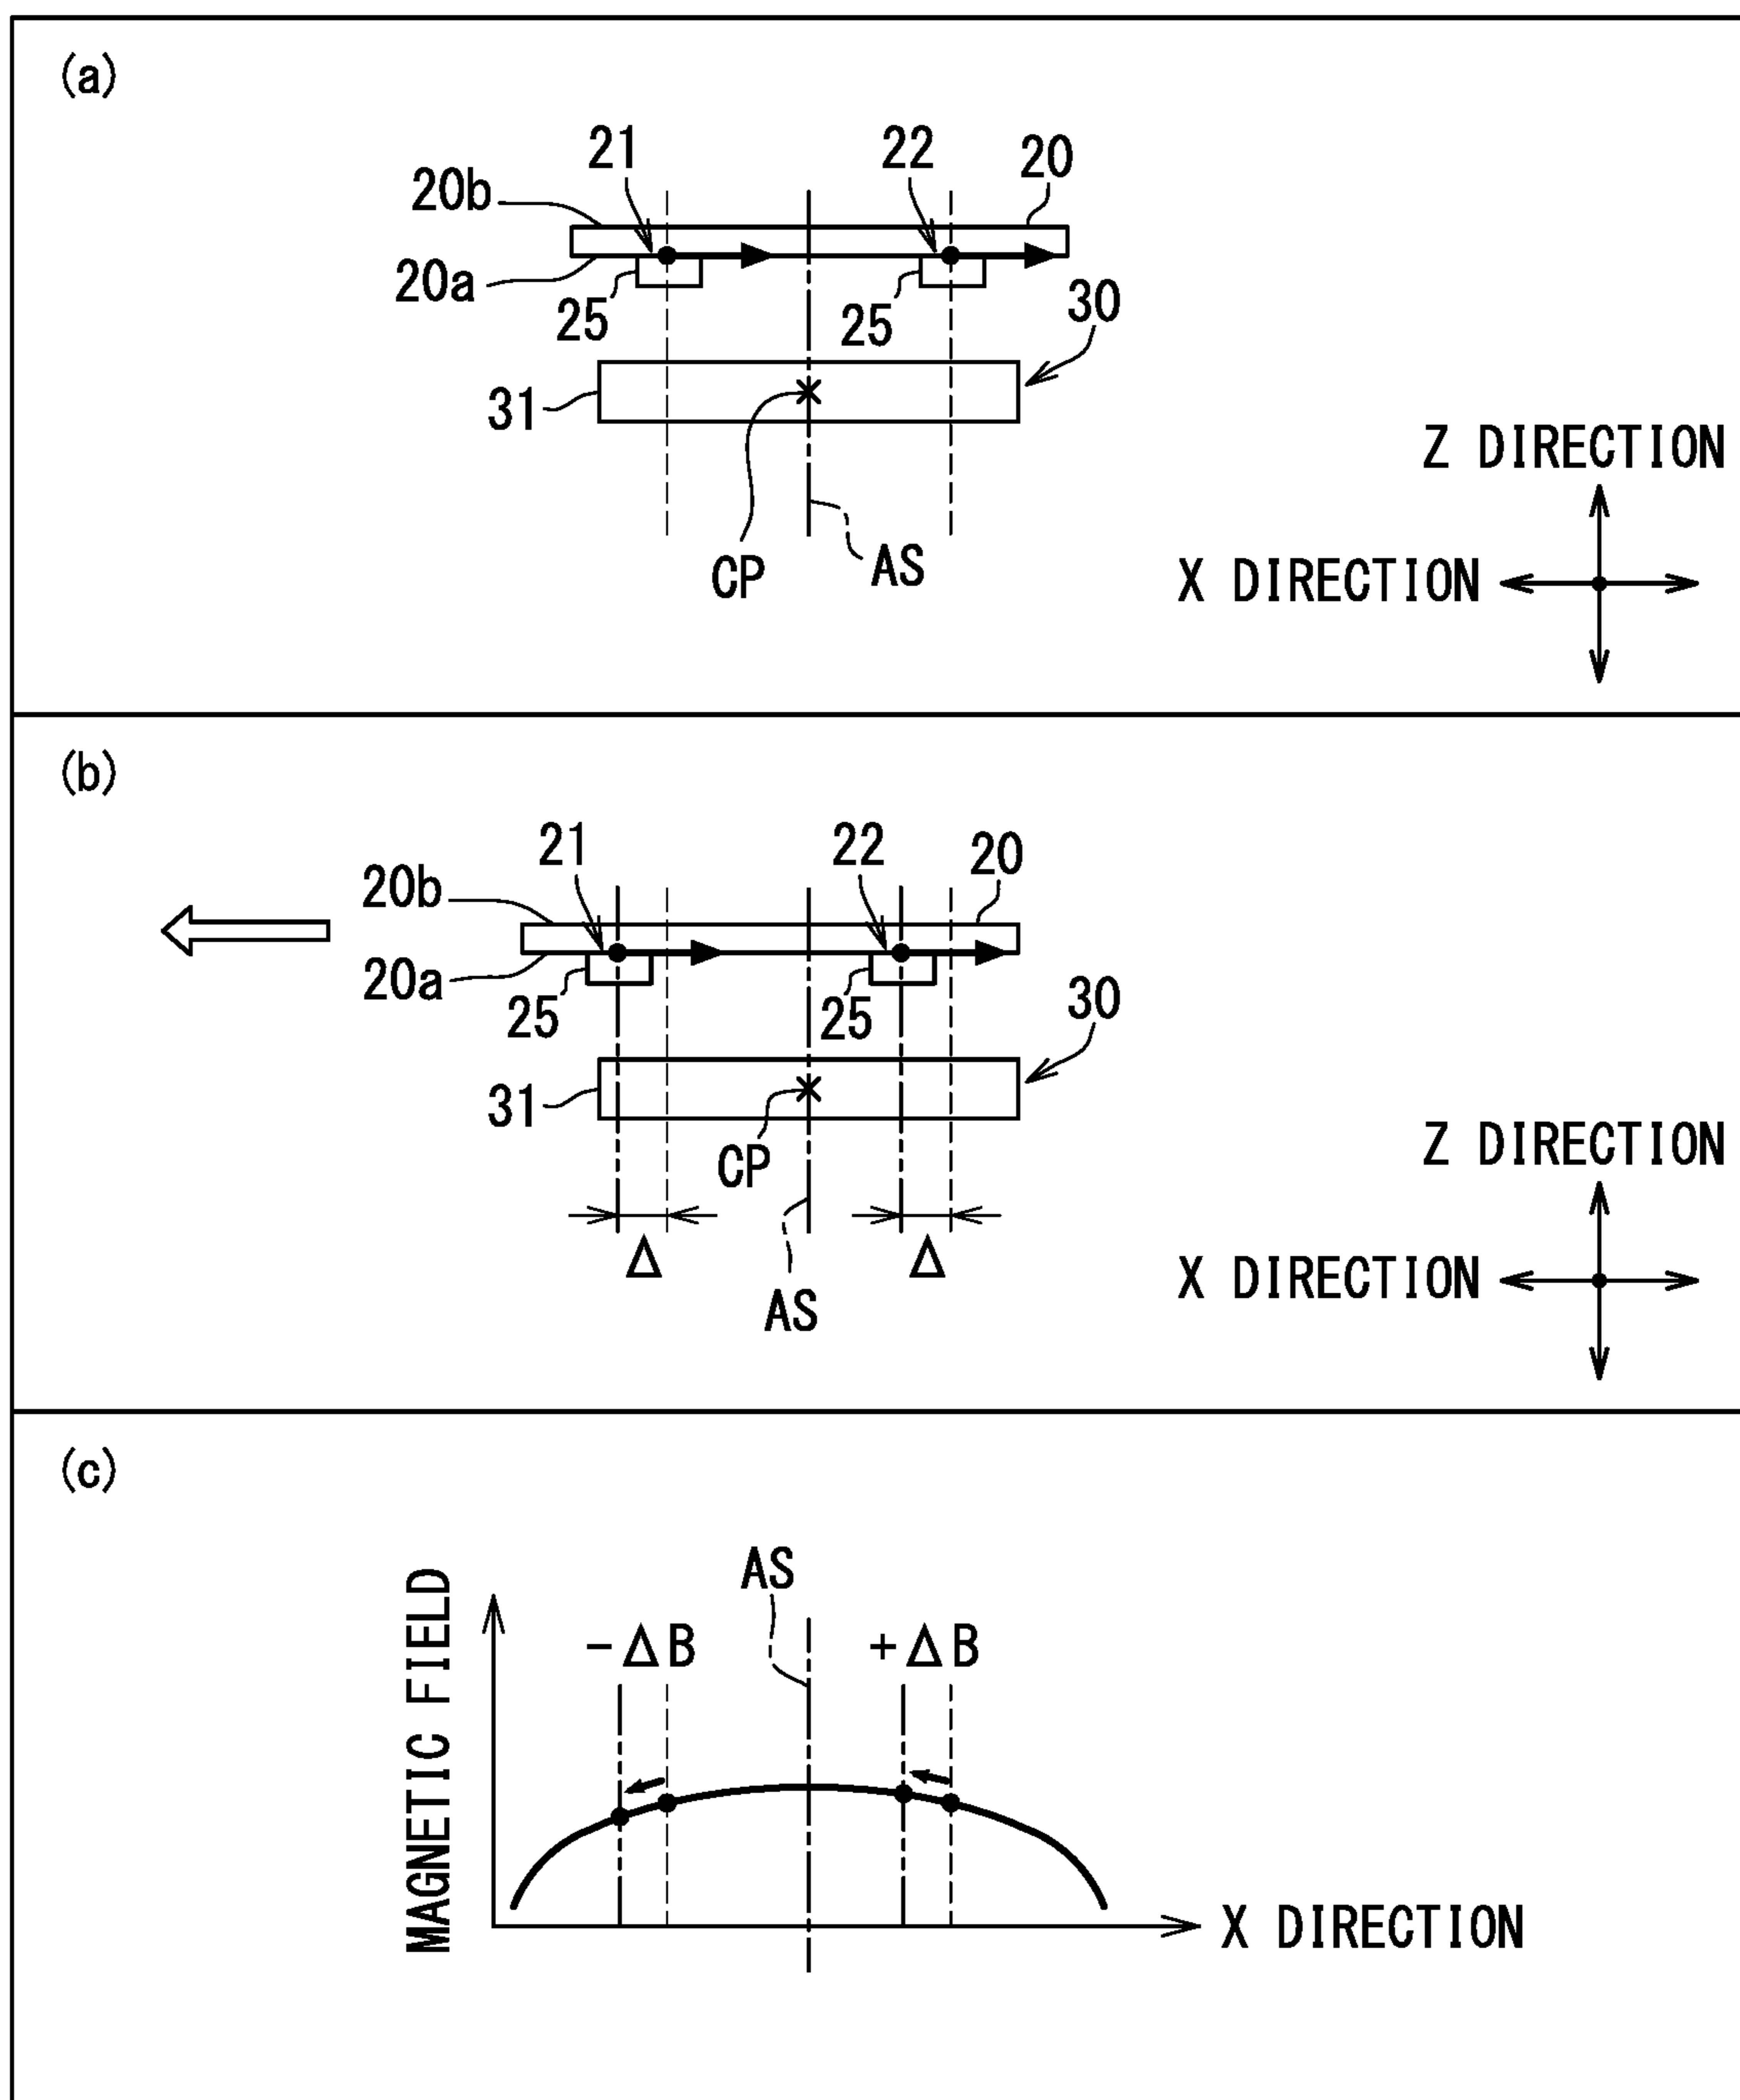 (a)
21
22
20
20b
20a
25
25
30
31
Z DIRECTION
CP
AS
X DIRECTION
(b)
21
22
20
20b
20a
25
25
30
31
CP
Z DIRECTION
Δ
Δ
X DIRECTION
AS
(c)
AS
-ΔB
+ΔB
MAGNETIC FIELD
X DIRECTION